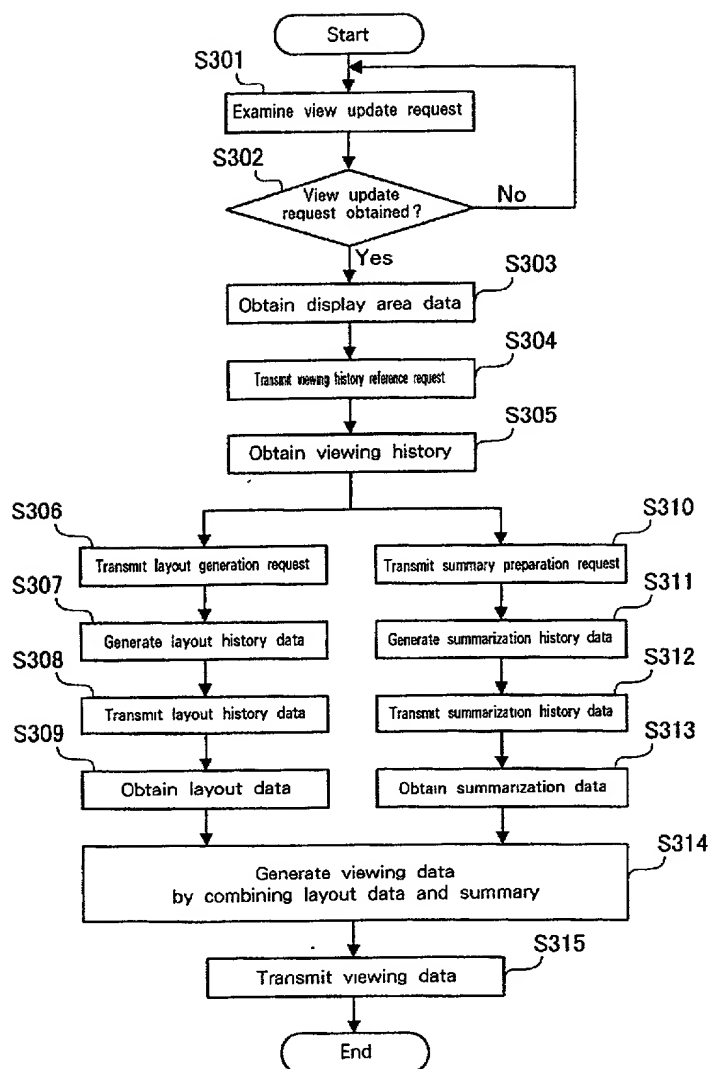 Start
S301
Examine view update request
S302
View update
request obtained?
No
Yes
S303
Obtain display area data
S304
Transmit viewing history reference request
S305
Obtain viewing history
S306
Transmit layout generation request
S310
Transmit summary preparation request
S307
Generate layout history data
S311
Generate summarization history data
S308
Transmit layout history data
S312
Transmit summarization history data
S309
Obtain layout data
S313
Obtain summarization data
S314
Generate viewing data
by combining layout data and summary
S315
Transmit viewing data
End